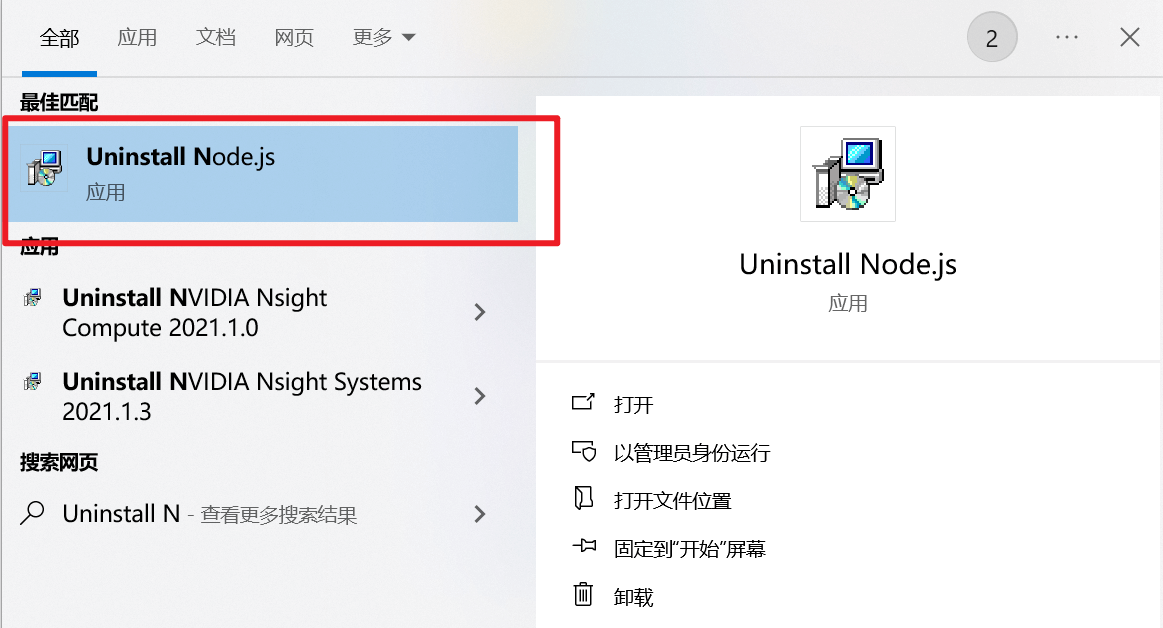 全部 应用 文档 网页 更多 2 ...
最佳匹配
Uninstall Node.js
应用
应用
Uninstall NVIDIA Nsight
Compute 2021.1.0
Uninstall NVIDIA Nsight Systems
2021.1.3
搜索网页
Uninstall N - 查看更多搜索结果
Uninstall Node.js
应用
打开
以管理员身份运行
打开文件位置
固定到“开始”屏幕
卸载